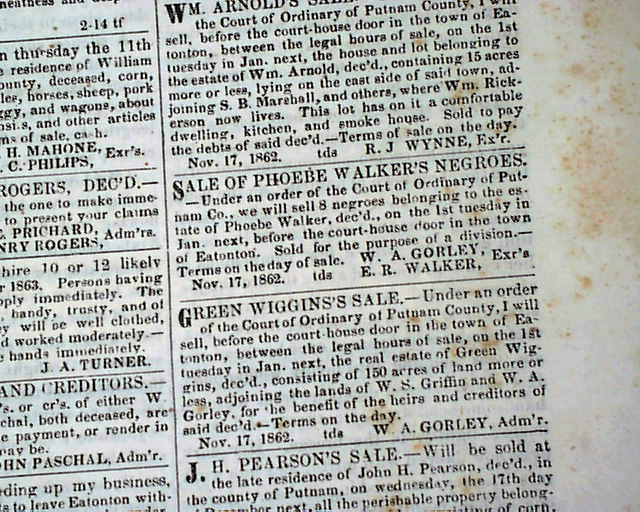 2-14 tf
n thursday the 11th
e residence of William
ounty, deceased, corn,
les, horses, sheep, pork
ggy, and wagons, about
nsils, and other articles
ms of sale, cash.
H. MAHONE,
C. PHILIPS, Exr's.
ROGERS, DEC'D.—
the one to make imme-
to present your claims
E. PRICHARD,
NRY ROGERS, Adm'rs.
hire 10 or 12 likely
r 1863. Persons having
pply immediately. The
handy, trusty, and of
y will be well clothed,
d worked moderately.—
e hands immediately.
J. A. TURNER.
AND CREDITORS.—
's. or cr's. of either W.
chal, both deceased, are
e payment, or render in
pay be.
HN PASCHAL, Adm'r.
ding up my business,
s to leave Eatonton with-
WM. ARNOLD'S SALE.
the Court of Ordinary of Putnam County, I will
sell, before the court-house door in the town of Ea-
tonton, between the legal hours of sale, on the 1st
tuesday in Jan. next, the house and lot belonging to
the estate of Wm. Arnold, dec'd., containing 15 acres
more or less, lying on the east side of said town, ad-
joining S. B. Marshall, and others, where Wm. Rick-
erson now lives. This lot has on it a comfortable
dwelling, kitchen, and smoke house. Sold to pay
the debts of said dec'd.—Terms of sale on the day.
Nov. 17, 1862. tds R. J WYNNE, Ex'r.
SALE OF PHOEBE WALKER'S NEGROES.
—Under an order of the Court of Ordinary of Put-
nam Co., we will sell 8 negroes belonging to the es-
tate of Phoebe Walker, dec'd., on the 1st tuesday in
Jan. next, before the court-house door in the town
of Eatonton. Sold for the purpose of a division.—
Terms on the day of sale. W. A. GORLEY,
Nov. 17, 1862. tds E. R. WALKER, Exr's
GREEN WIGGINS'S SALE.—Under an order
of the Court of Ordinary of Putnam County, I will
sell, before the court house door in the town of Ea-
tonton, between the legal hours of sale, on the 1st
tuesday in Jan. next, the real estate of Green Wig-
gins, dec'd., consisting of 150 acres of land more or
less, adjoining the lands of W. S. Griffin and W. A.
Gorley, for the benefit of the heirs and creditors of
said dec'd.—Terms on the day.
Nov. 17, 1862. tds W. A. GORLEY, Adm'r.
J. H. PEARSON'S SALE.—Will be sold at
the late residence of John H. Pearson, dec'd., in
the county of Putnam, on wednesday, the 17th day
December next, all the perishable property belong-